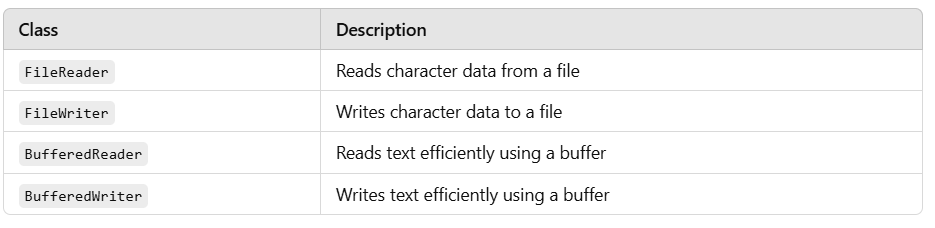 Class Description
FileReader Reads character data from a file
FileWriter Writes character data to a file
BufferedReader Reads text efficiently using a buffer
BufferedWriter Writes text efficiently using a buffer